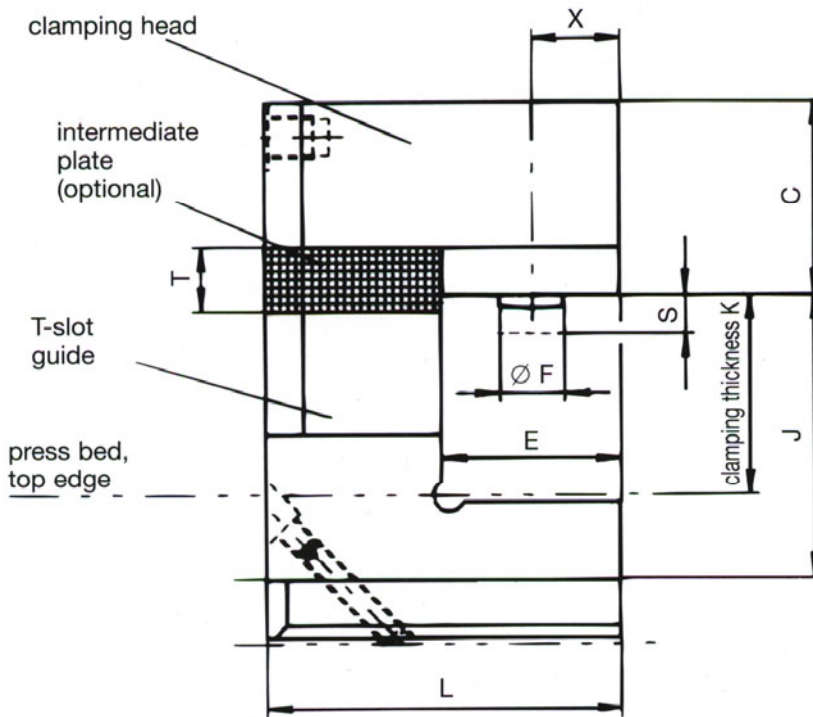 clamping head
X
intermediate
plate
(optional)
C
T
T-slot
guide
S
Ø F
clamping thickness K
J
E
press bed,
top edge
L